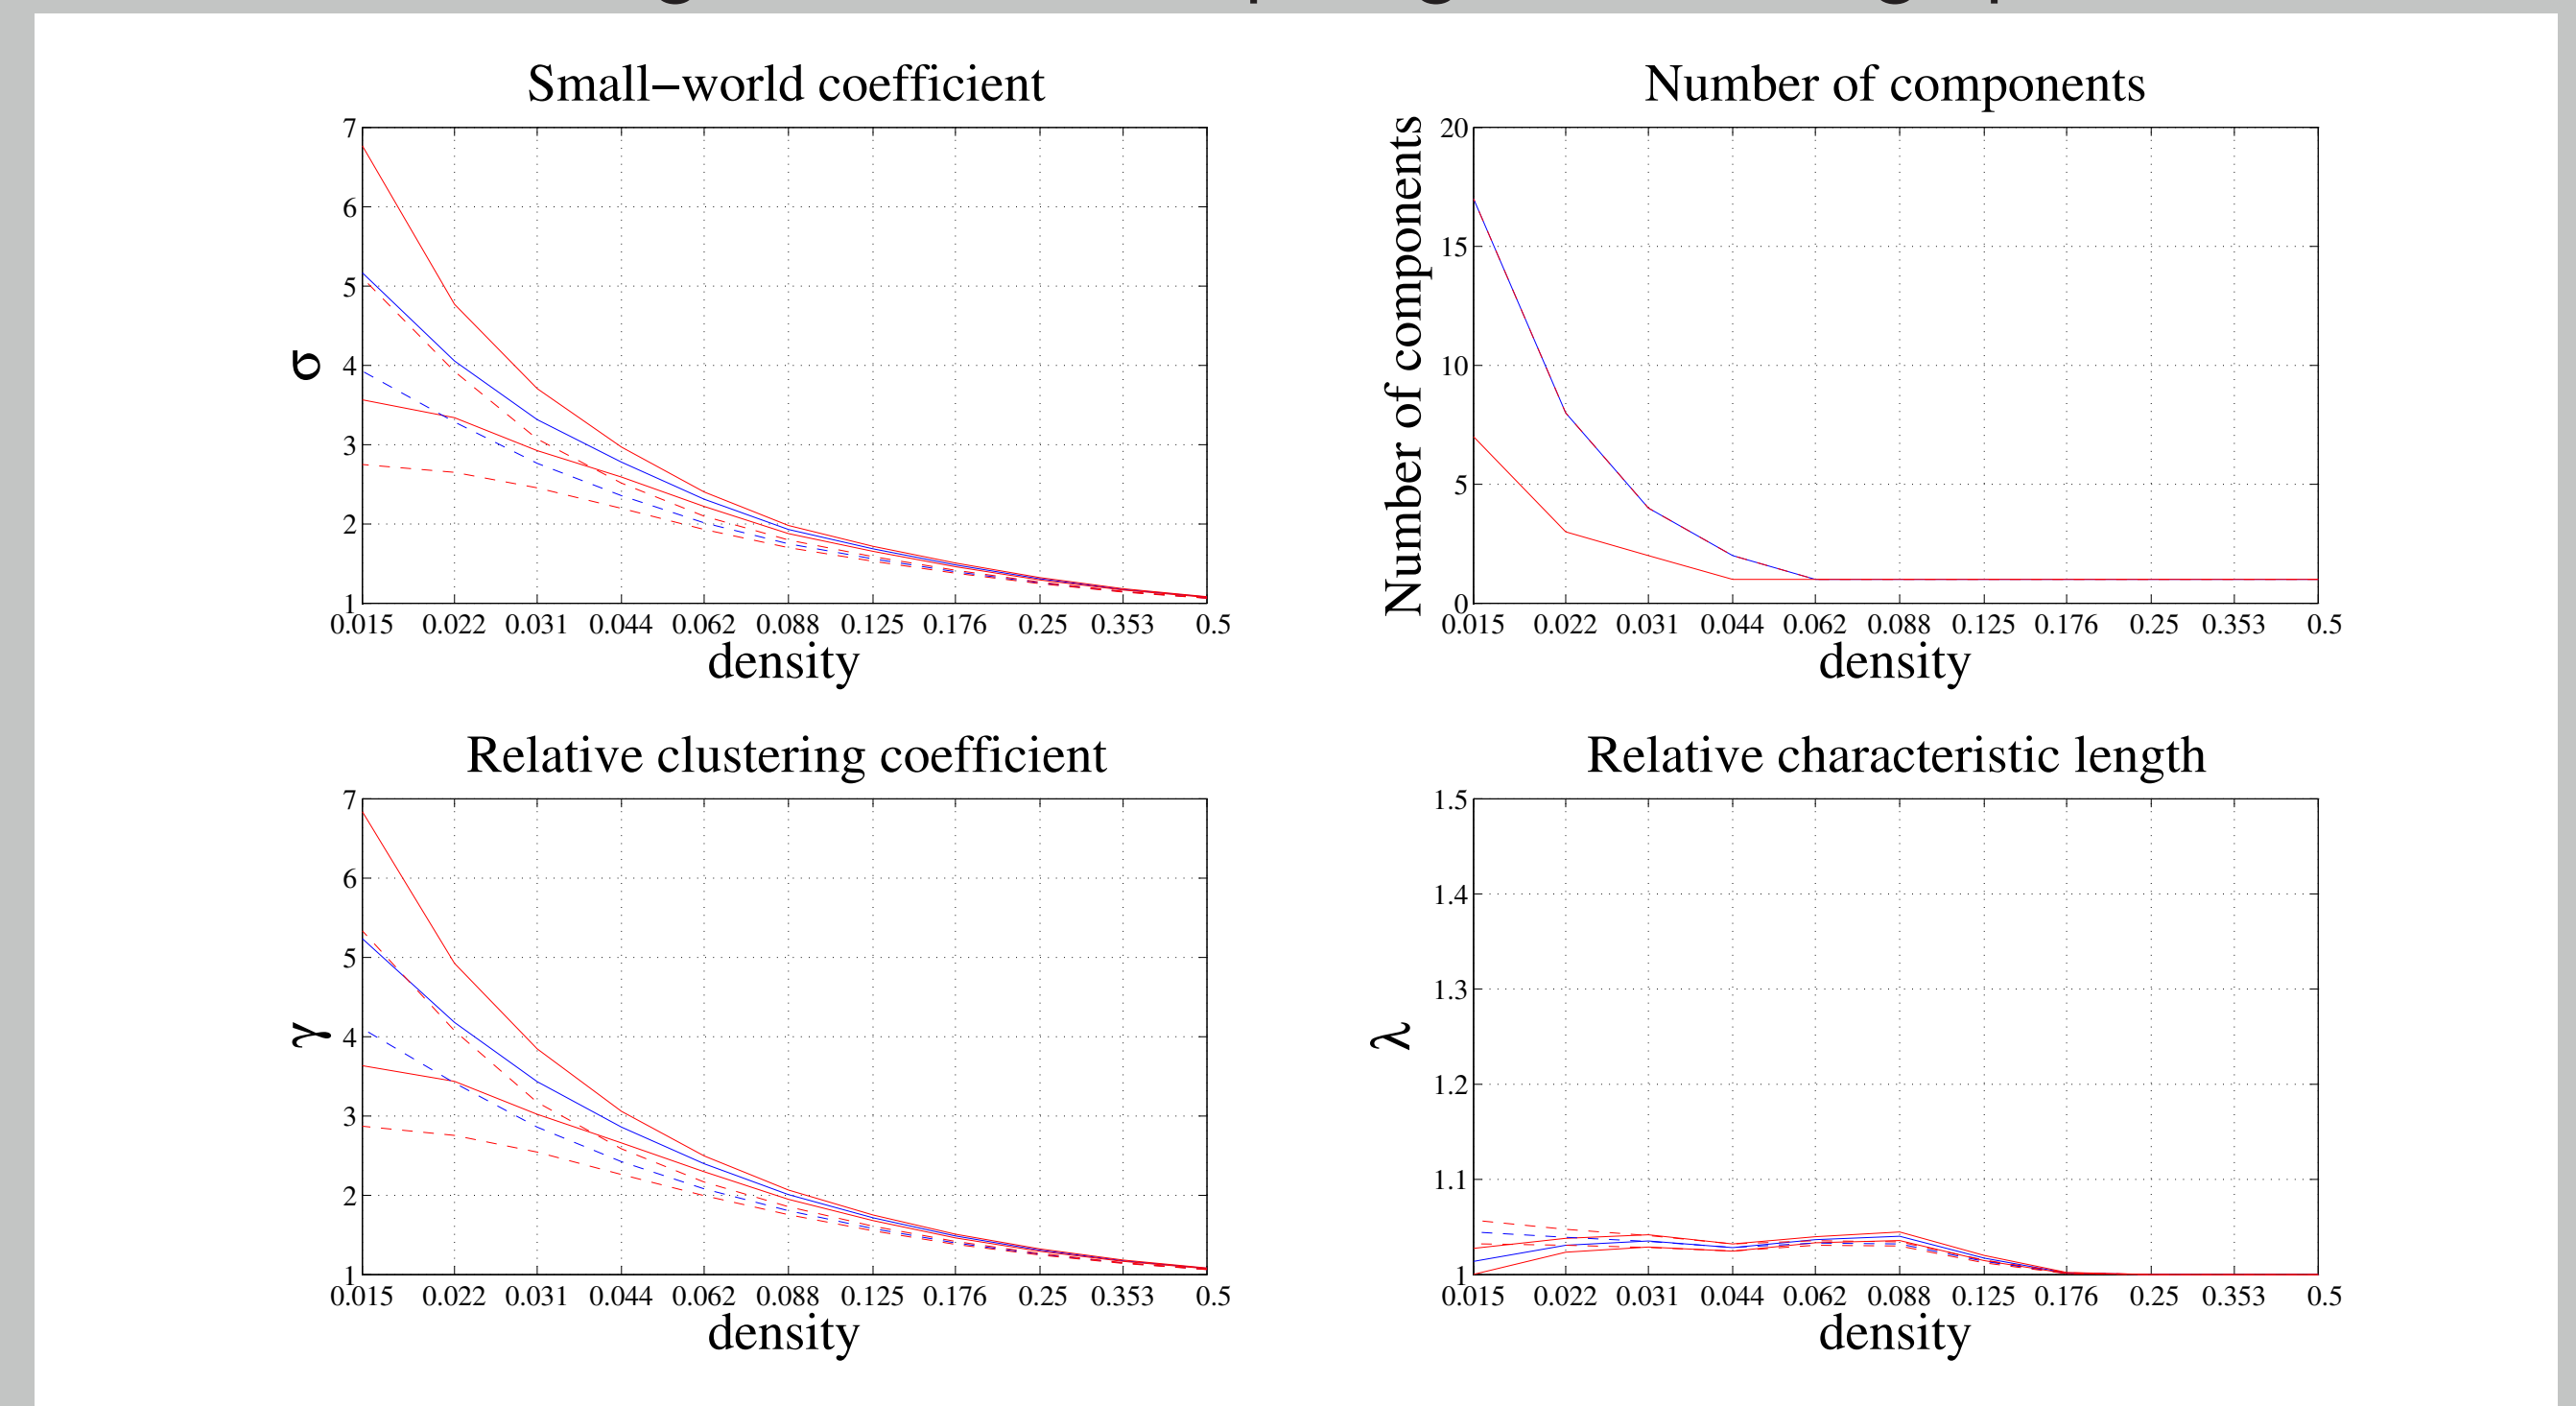 Small−world coefficient
7
6
5
4
3
2
1
σ
0.015 0.022 0.031 0.044 0.062 0.088 0.125 0.176 0.25 0.353 0.5
density
Number of components
20
15
10
5
0
Number of components
0.015 0.022 0.031 0.044 0.062 0.088 0.125 0.176 0.25 0.353 0.5
density
Relative clustering coefficient
7
6
5
4
3
2
1
γ
0.015 0.022 0.031 0.044 0.062 0.088 0.125 0.176 0.25 0.353 0.5
density
Relative characteristic length
1.5
1.4
1.3
1.2
1.1
1
λ
0.015 0.022 0.031 0.044 0.062 0.088 0.125 0.176 0.25 0.353 0.5
density